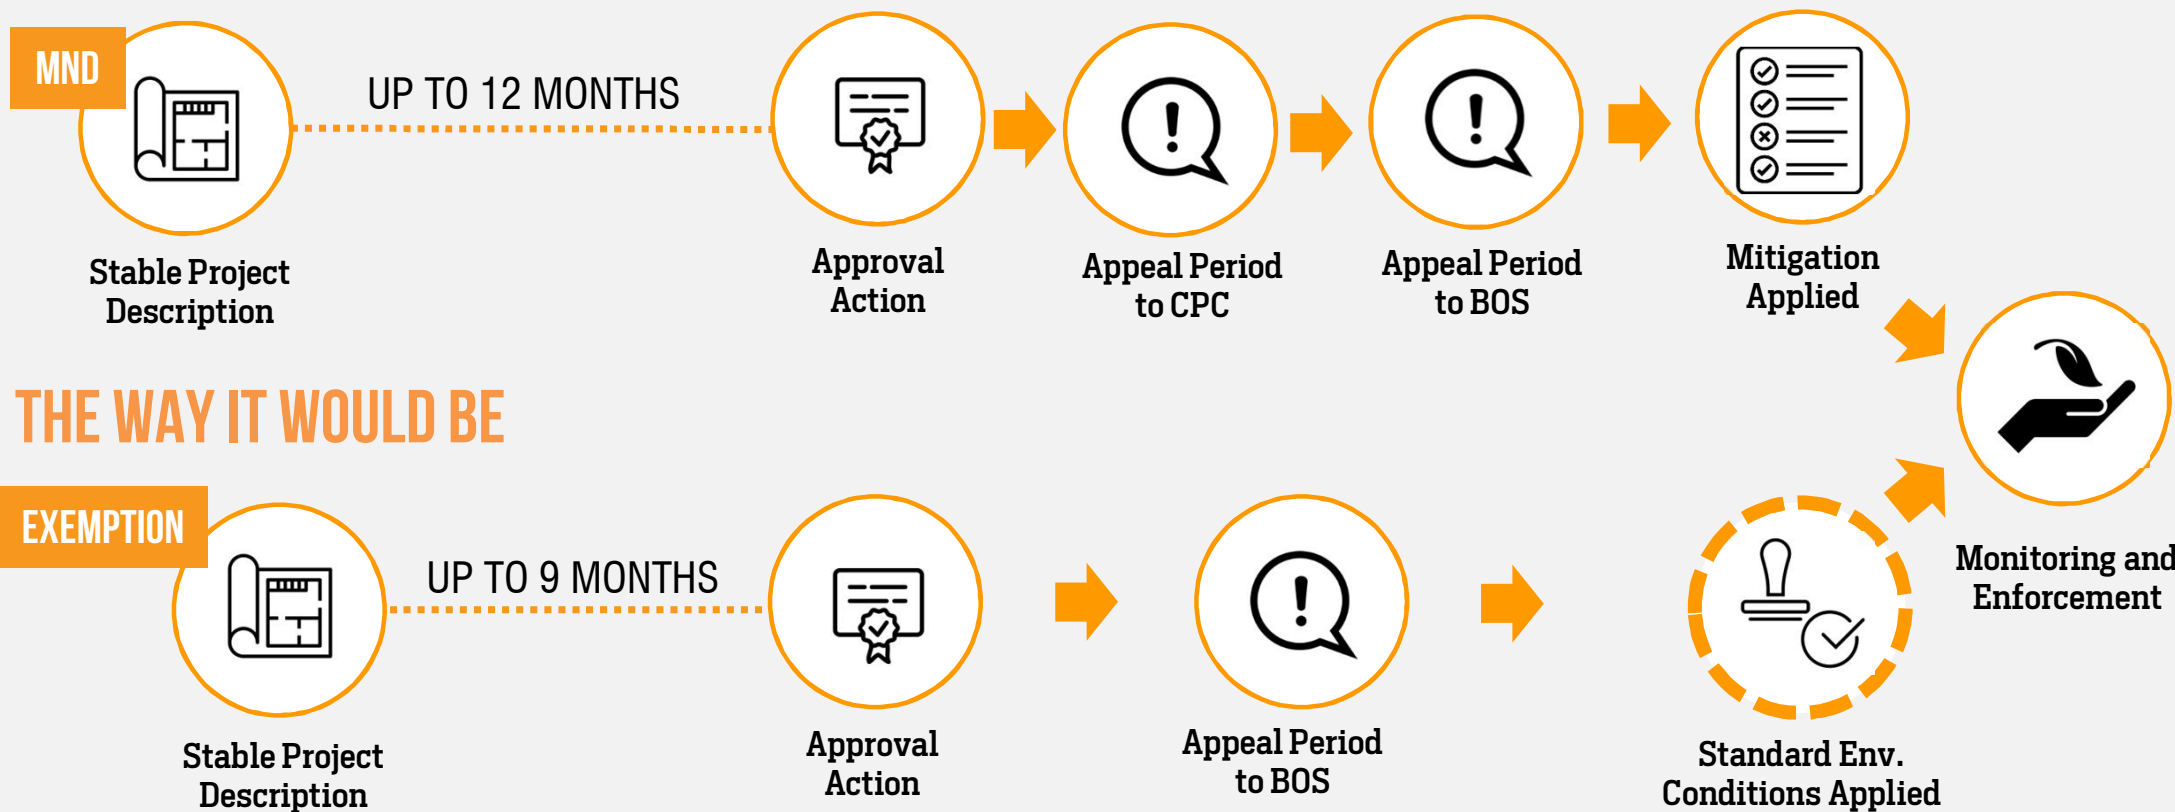 MND
UP TO 12 MONTHS
Stable Project
Description
Approval
Action
Appeal Period
to CPC
Appeal Period
to BOS
Mitigation
Applied
THE WAY IT WOULD BE
EXEMPTION
UP TO 9 MONTHS
Stable Project
Description
Approval
Action
Appeal Period
to BOS
Standard Env.
Conditions Applied
Monitoring and
Enforcement